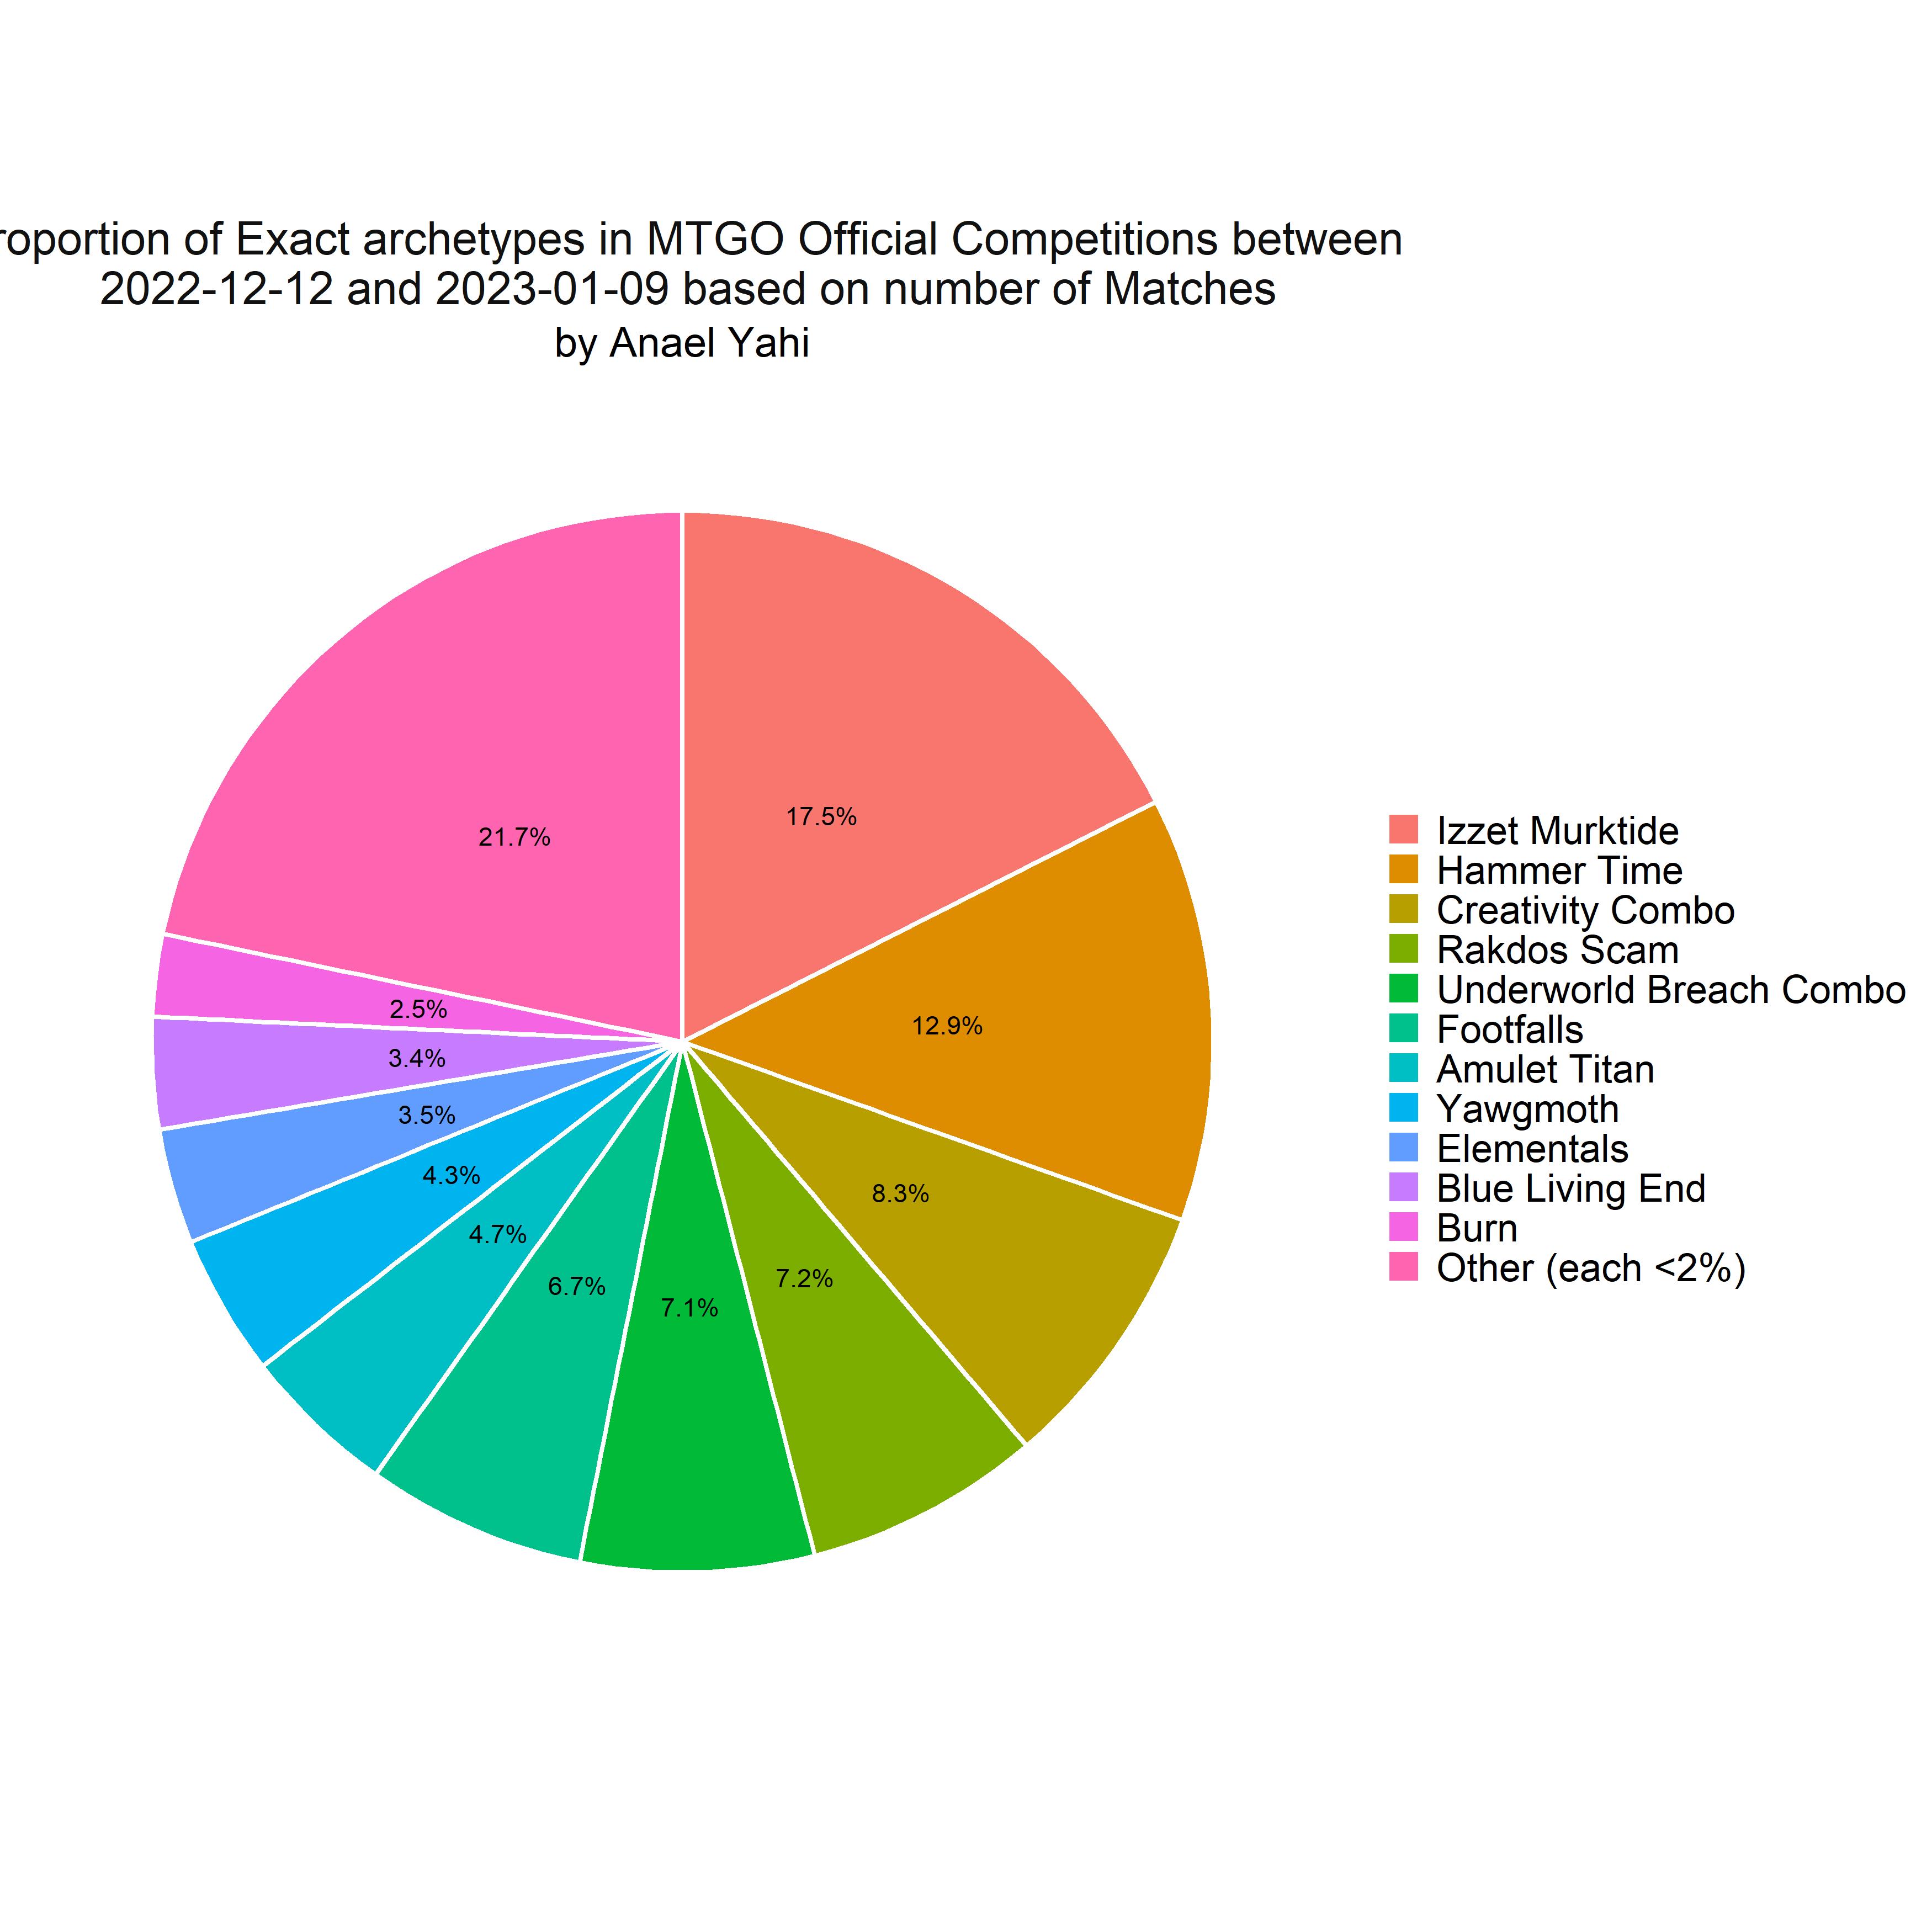 roportion of Exact archetypes in MTGO Official Competitions between
2022-12-12 and 2023-01-09 based on number of Matches
by Anael Yahi
17.5%
21.7%
2.5%
12.9%
3.4%
3.5%
4.3%
8.3%
4.7%
7.2%
6.7%
7.1%
Izzet Murktide
Hammer Time
Creativity Combo
Rakdos Scam
Underworld Breach Combo
Footfalls
Amulet Titan
Yawgmoth
Elementals
Blue Living End
Burn
Other (each <2%)